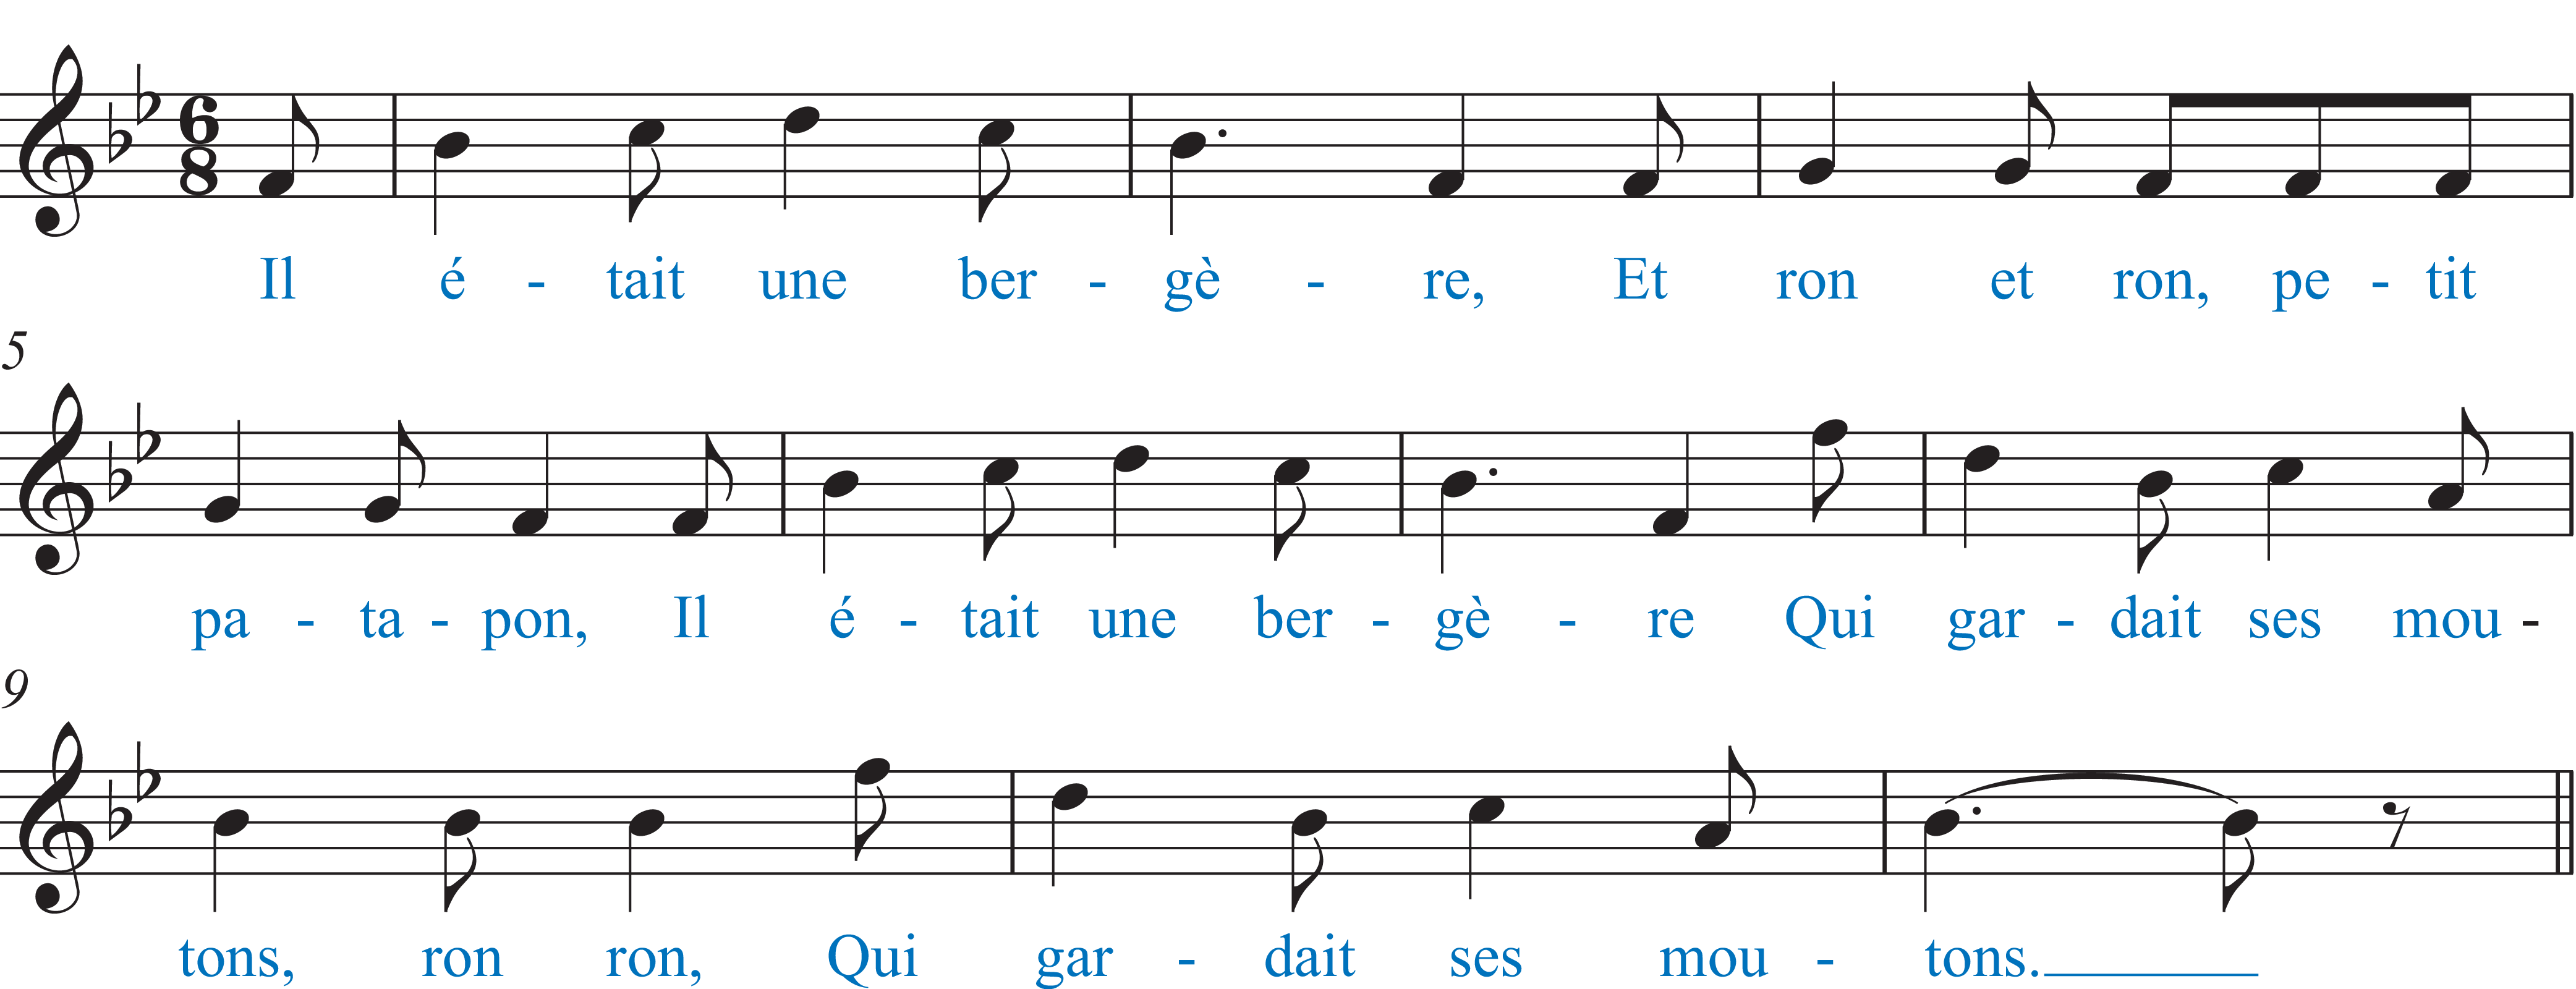 6
8
Il é - tait une ber - gè - re, Et ron et ron, pe - tit
5
pa - ta - pon, Il é - tait une ber - gè - re Qui gar - dait ses mou -
9
tons, ron ron, Qui gar - dait ses mou - tons.